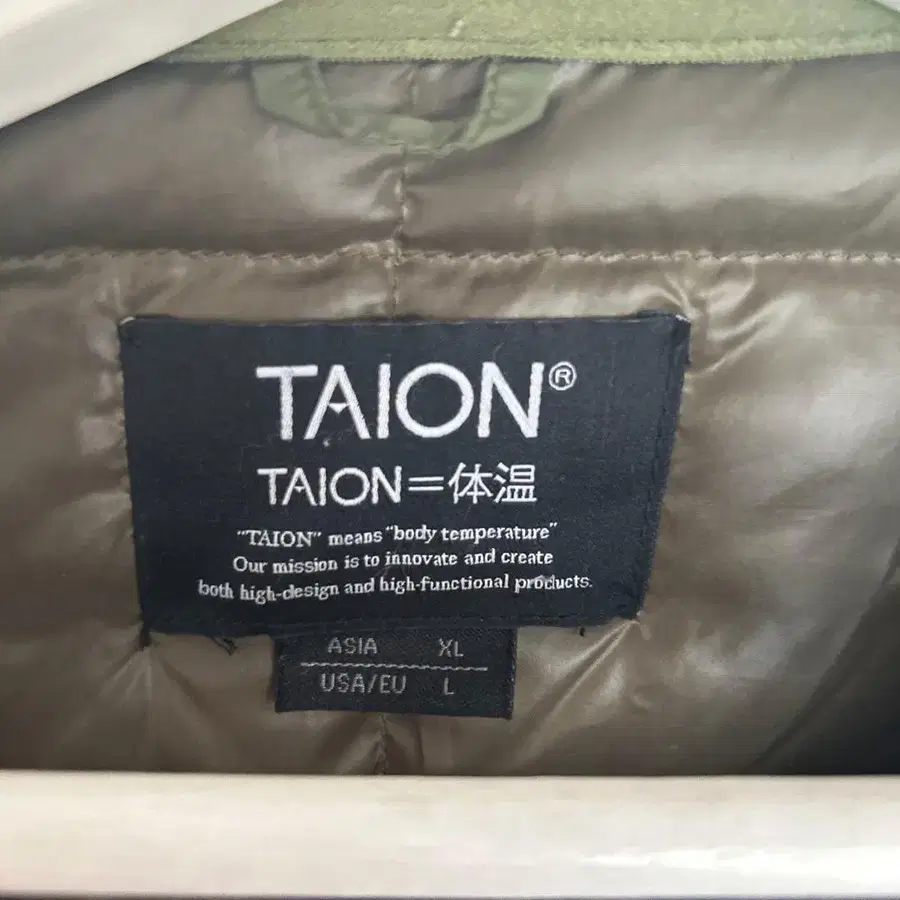 TAION®
TAION=体温
"TAION" means "body temperature"
Our mission is to innovate and create
both high-design and high-functional products.
ASIA XL
USA/EU L